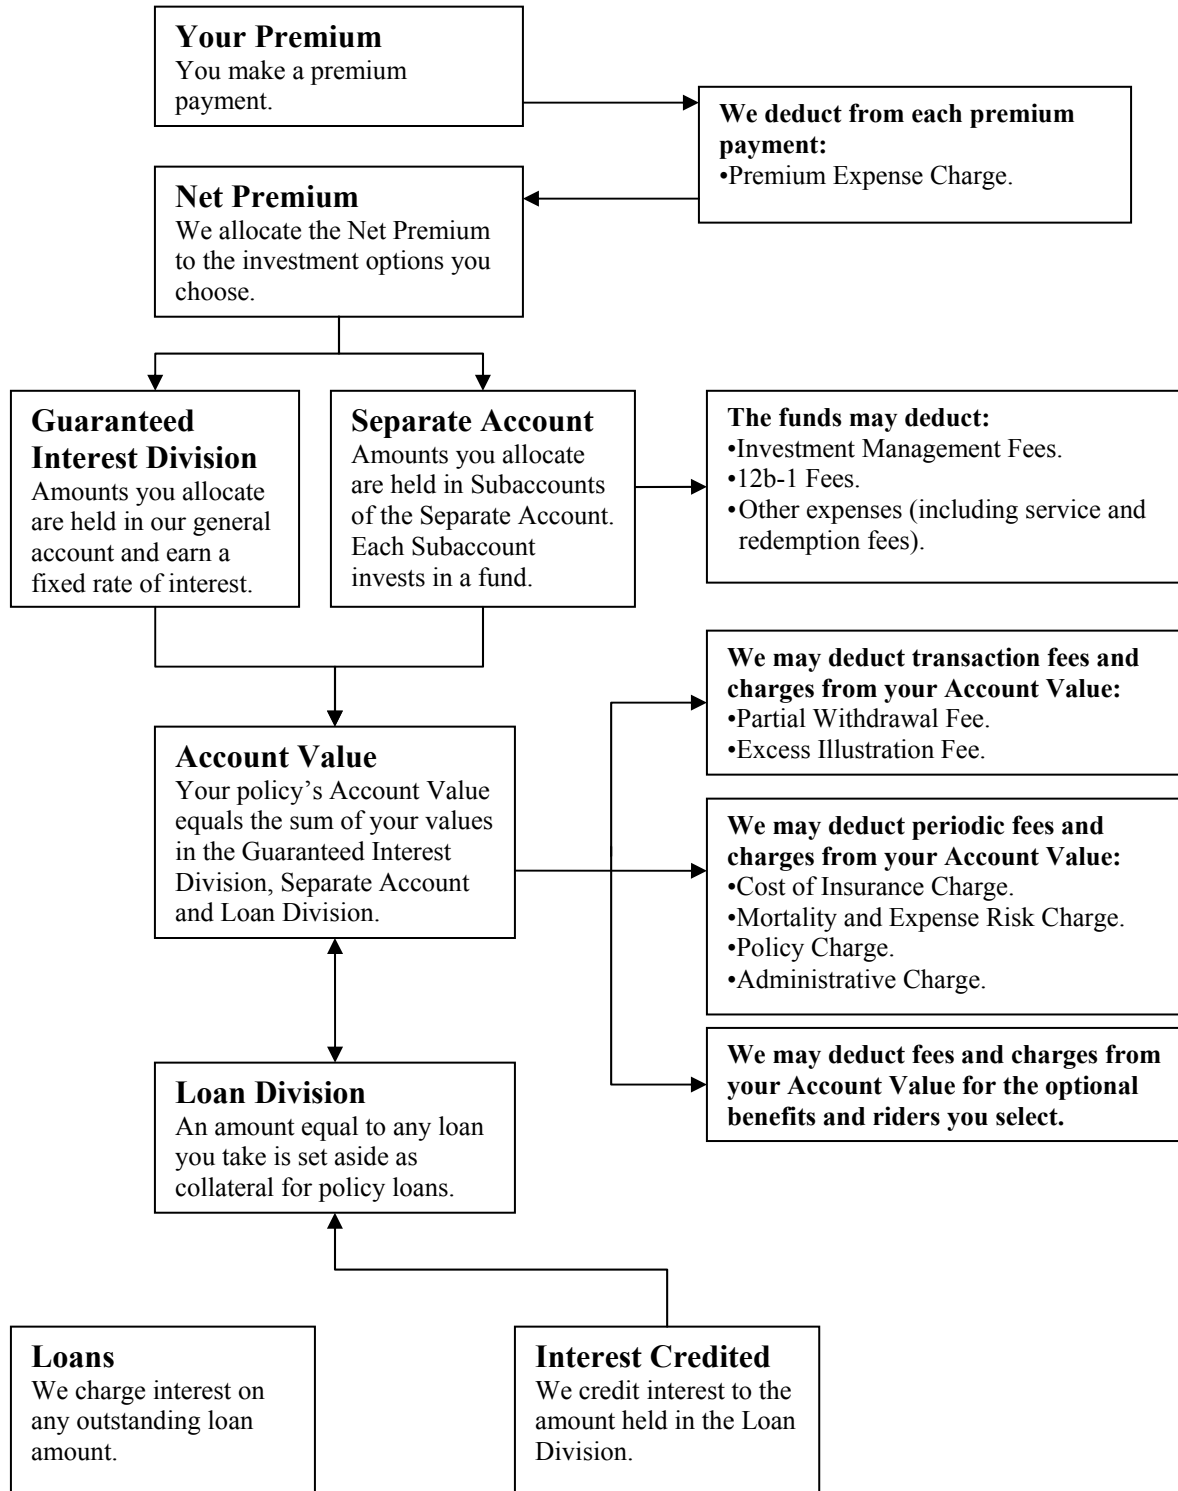 Your Premium
You make a premium
payment.
We deduct from each premium
payment:
•Premium Expense Charge.
Net Premium
We allocate the Net Premium
to the investment options you
choose.
Guaranteed
Interest Division
Amounts you allocate
are held in our general
account and earn a
fixed rate of interest.
Separate Account
Amounts you allocate
are held in Subaccounts
of the Separate Account.
Each Subaccount
invests in a fund.
The funds may deduct:
•Investment Management Fees.
•12b-1 Fees.
•Other expenses (including service and
redemption fees).
We may deduct transaction fees and
charges from your Account Value:
•Partial Withdrawal Fee.
•Excess Illustration Fee.
Account Value
Your policy’s Account Value
equals the sum of your values
in the Guaranteed Interest
Division, Separate Account
and Loan Division.
We may deduct periodic fees and
charges from your Account Value:
•Cost of Insurance Charge.
•Mortality and Expense Risk Charge.
•Policy Charge.
•Administrative Charge.
We may deduct fees and charges from
your Account Value for the optional
benefits and riders you select.
Loan Division
An amount equal to any loan
you take is set aside as
collateral for policy loans.
Loans
We charge interest on
any outstanding loan
amount.
Interest Credited
We credit interest to the
amount held in the Loan
Division.